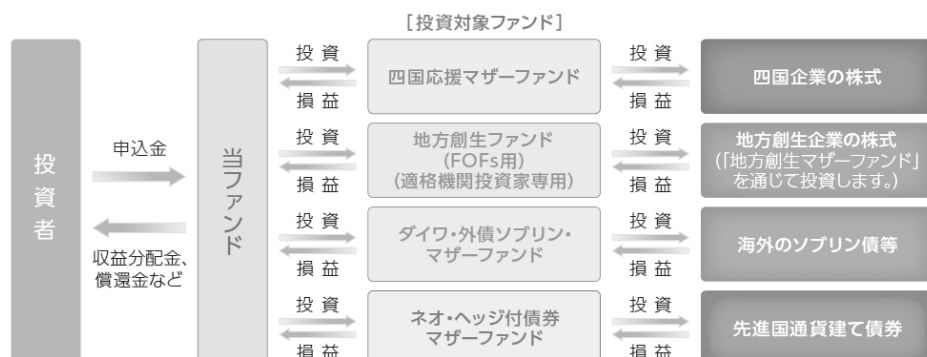 ［投資対象ファンド］
投資者
申込金
収益分配金、
償還金など
当ファンド
投資
損益
四国応援マザーファンド
投資
損益
四国企業の株式
投資
損益
地方創生ファンド
(FOFs用)
(適格機関投資家専用)
投資
損益
地方創生企業の株式
(「地方創生マザーファンド」
を通じて投資します。)
投資
損益
ダイワ・外債ソブリン・
マザーファンド
投資
損益
海外のソブリン債等
投資
損益
ネオ・ヘッジ付債券
マザーファンド
投資
損益
先進国通貨建て債券